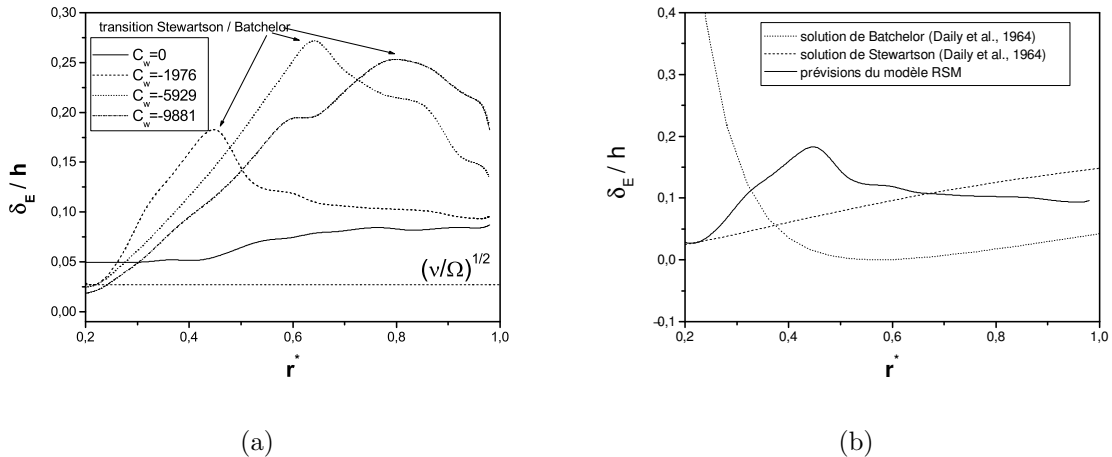 transition Stewartson / Batchelor
C_w=0
C_w=-1976
C_w=-5929
C_w=-9881
0,30
0,25
0,20
0,15
0,10
0,05
0,00
δ_E / h
(ν/Ω)^1/2
0,2
0,4
0,6
0,8
1,0
r*
(a)
solution de Batchelor (Daily et al., 1964)
solution de Stewartson (Daily et al., 1964)
prévisions du modèle RSM
0,4
0,3
0,2
0,1
0,0
-0,1
δ_E / h
0,2
0,4
0,6
0,8
1,0
r*
(b)